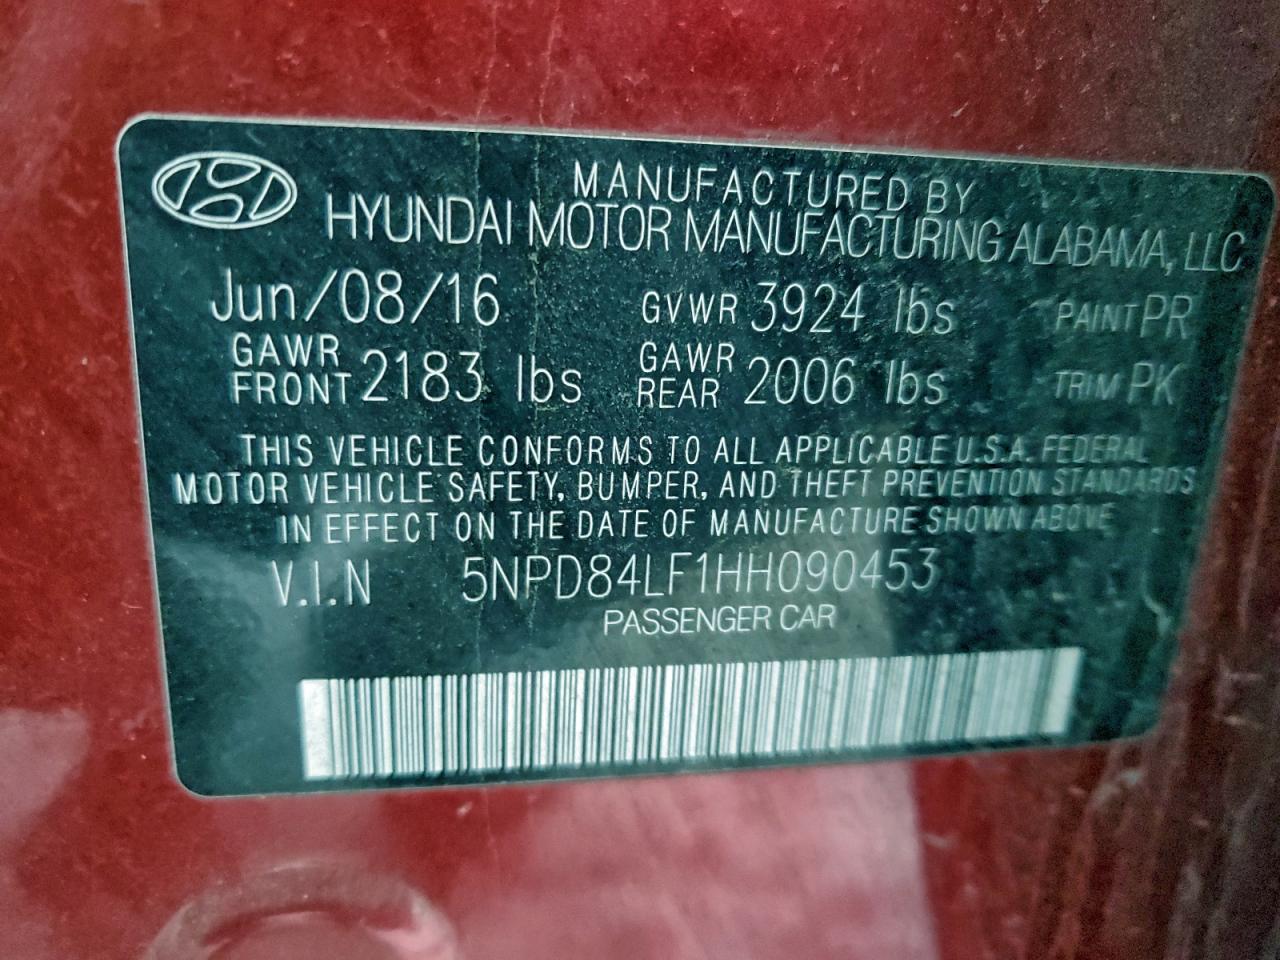 MANUFACTURED BY
HYUNDAI MOTOR MANUFACTURING ALABAMA, LLC
Jun/08/16 GVWR 3924 lbs PAINT PR
GAWR FRONT 2183 lbs GAWR REAR 2006 lbs TRIM PK
THIS VEHICLE CONFORMS TO ALL APPLICABLE U.S.A. FEDERAL
MOTOR VEHICLE SAFETY, BUMPER, AND THEFT PREVENTION STANDARDS
IN EFFECT ON THE DATE OF MANUFACTURE SHOWN ABOVE
V.I.N 5NPD84LF1HH090453
PASSENGER CAR